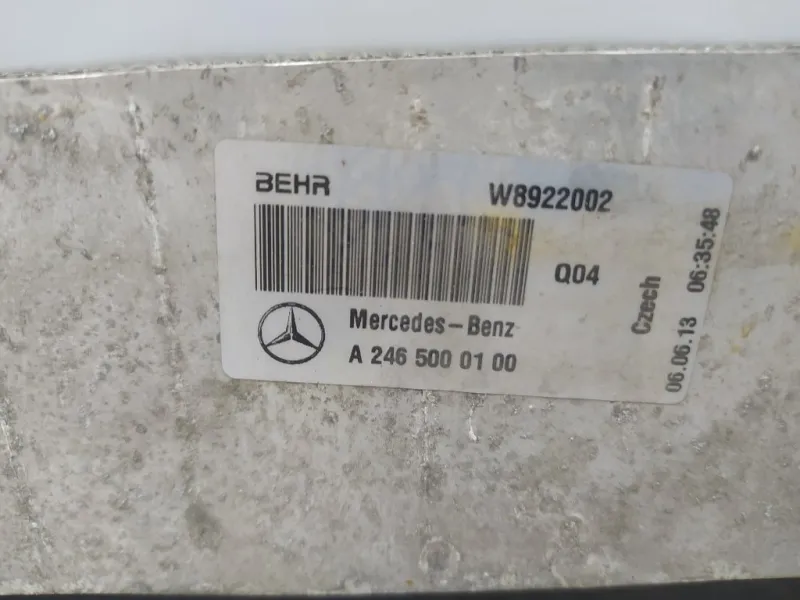 BEHR W8922002
Q04
Mercedes-Benz
A 246 500 01 00
Czech
06.06.13 06:35:48